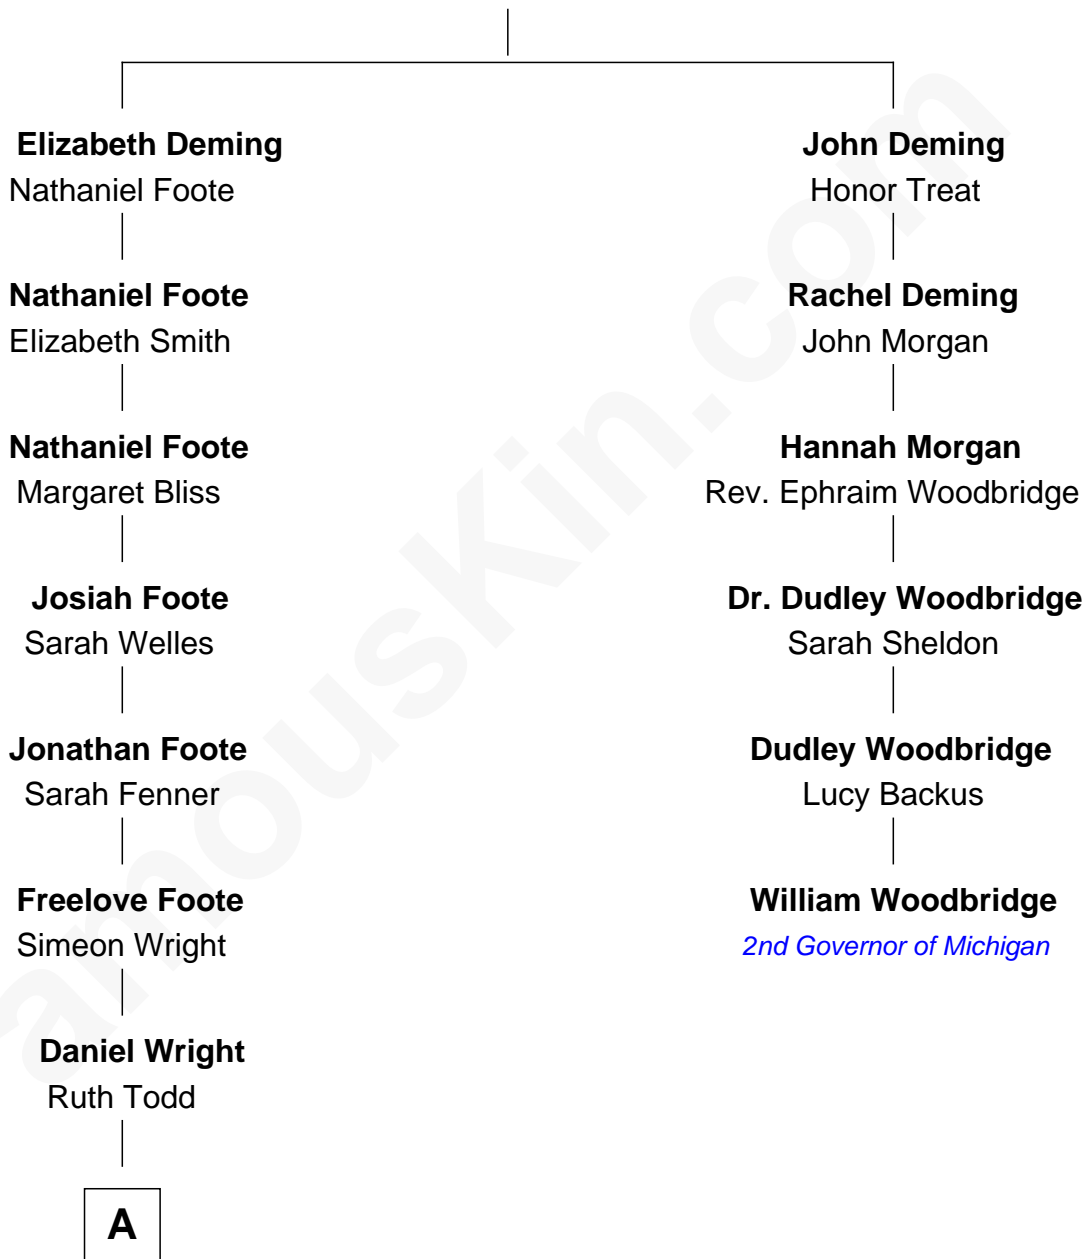 Elizabeth Deming
Nathaniel Foote
Nathaniel Foote
Elizabeth Smith
Nathaniel Foote
Margaret Bliss
Josiah Foote
Sarah Welles
Jonathan Foote
Sarah Fenner
Freelove Foote
Simeon Wright
Daniel Wright
Ruth Todd
A
John Deming
Honor Treat
Rachel Deming
John Morgan
Hannah Morgan
Rev. Ephraim Woodbridge
Dr. Dudley Woodbridge
Sarah Sheldon
Dudley Woodbridge
Lucy Backus
William Woodbridge
2nd Governor of Michigan
amousKin.com